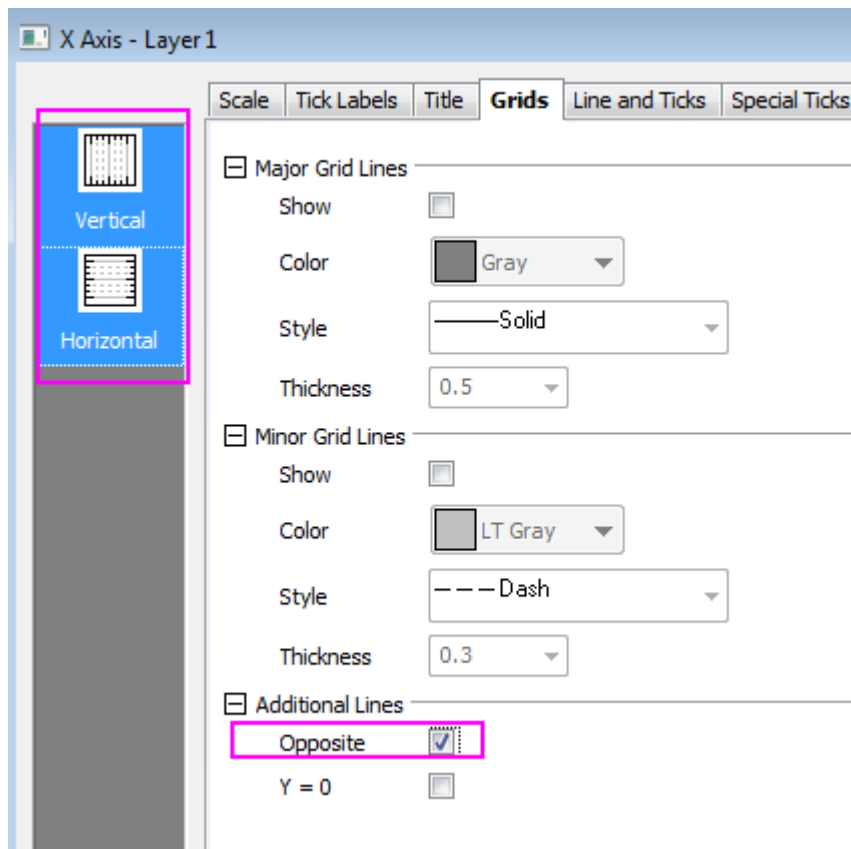 X Axis - Layer 1
Scale Tick Labels Title Grids Line and Ticks Special Ticks
Vertical
Horizontal
Major Grid Lines
Show
Color Gray
Style Solid
Thickness 0.5
Minor Grid Lines
Show
Color LT Gray
Style Dash
Thickness 0.3
Additional Lines
Opposite
Y = 0